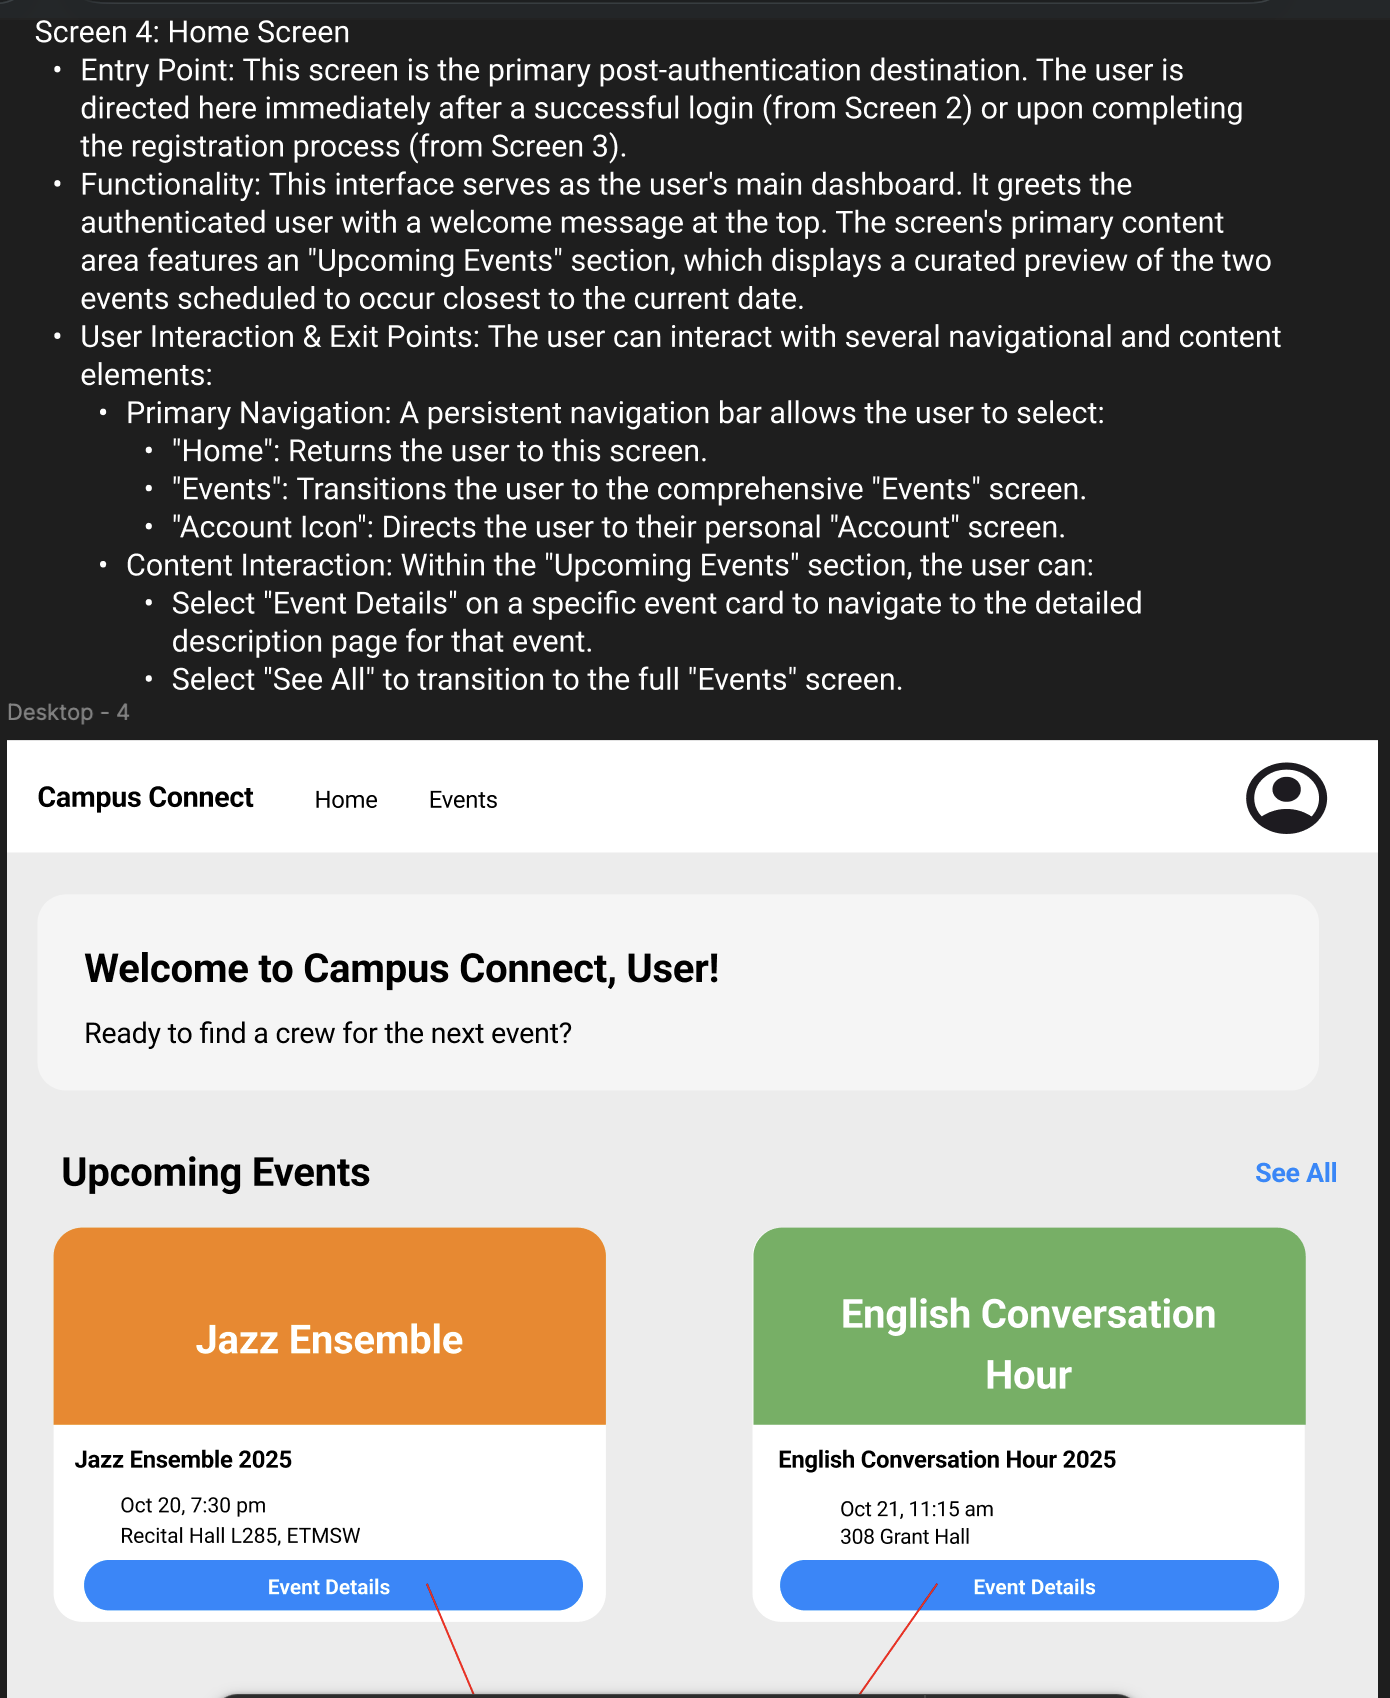 Screen 4: Home Screen
• Entry Point: This screen is the primary post-authentication destination. The user is
directed here immediately after a successful login (from Screen 2) or upon completing
the registration process (from Screen 3).
• Functionality: This interface serves as the user's main dashboard. It greets the
authenticated user with a welcome message at the top. The screen's primary content
area features an "Upcoming Events" section, which displays a curated preview of the two
events scheduled to occur closest to the current date.
• User Interaction & Exit Points: The user can interact with several navigational and content
elements:
• Primary Navigation: A persistent navigation bar allows the user to select:
• "Home": Returns the user to this screen.
• "Events": Transitions the user to the comprehensive "Events" screen.
• "Account Icon": Directs the user to their personal "Account" screen.
• Content Interaction: Within the "Upcoming Events" section, the user can:
• Select "Event Details" on a specific event card to navigate to the detailed
description page for that event.
• Select "See All" to transition to the full "Events" screen.
Desktop - 4
Campus Connect Home Events
Welcome to Campus Connect, User!
Ready to find a crew for the next event?
Upcoming Events
See All
Jazz Ensemble
Jazz Ensemble 2025
Oct 20, 7:30 pm
Recital Hall L285, ETMSW
Event Details
English Conversation
Hour
English Conversation Hour 2025
Oct 21, 11:15 am
308 Grant Hall
Event Details